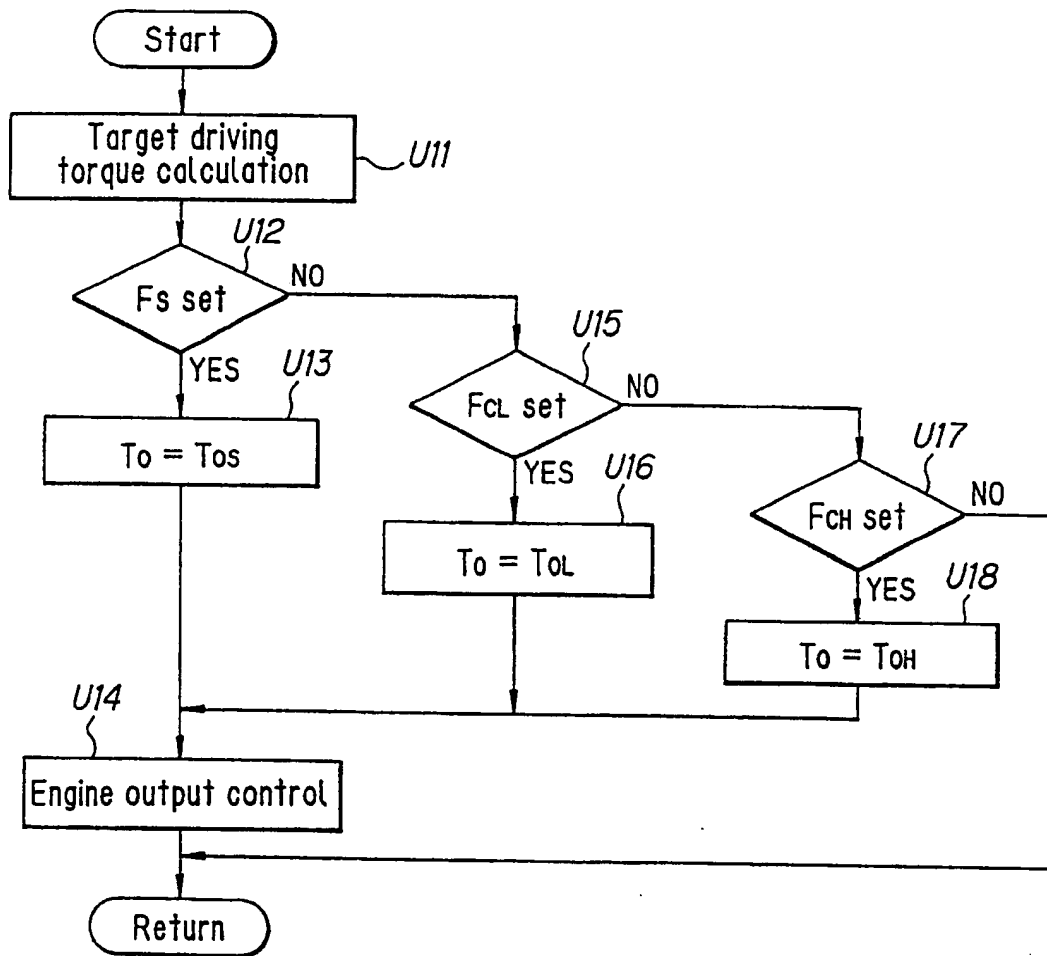 Start
Target driving
torque calculation
U11
U12
Fs set
NO
YES
U13
To = Tos
U15
FCL set
NO
YES
U16
To = TOL
U17
FCH set
NO
YES
U18
To = TOH
U14
Engine output control
Return